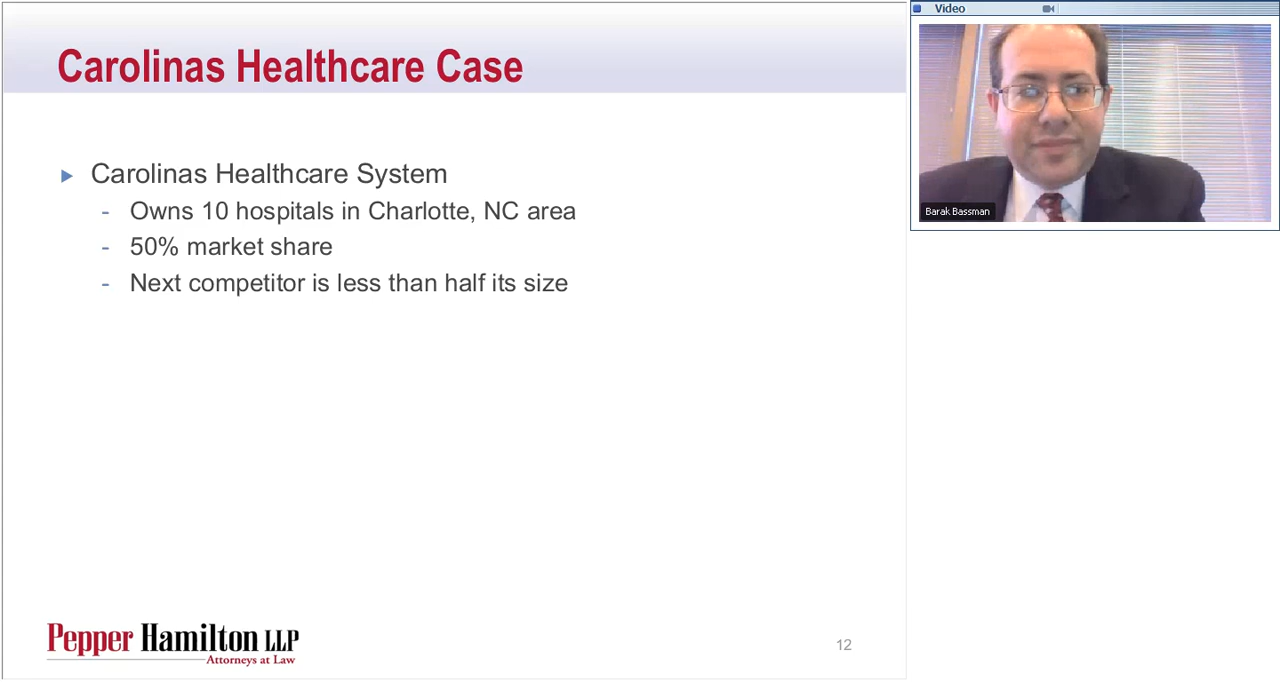 Carolinas Healthcare Case
Carolinas Healthcare System
- Owns 10 hospitals in Charlotte, NC area
- 50% market share
- Next competitor is less than half its size
Pepper Hamilton LLP
Attorneys at Law
12
Video
Barak Bassman